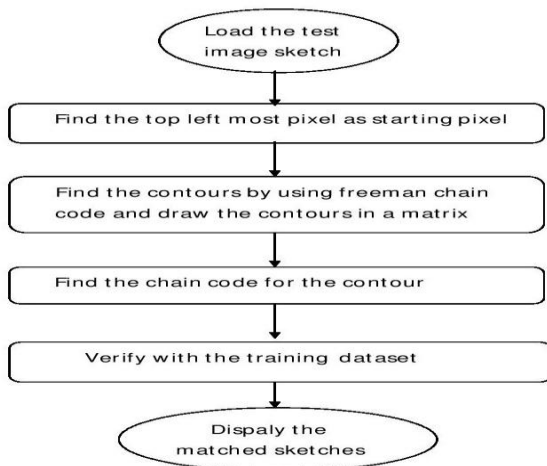 Load the test
image sketch
Find the top left most pixel as starting pixel
Find the contours by using freeman chain
code and draw the contours in a matrix
Find the chain code for the contour
Verify with the training dataset
Dispaly the
matched sketches